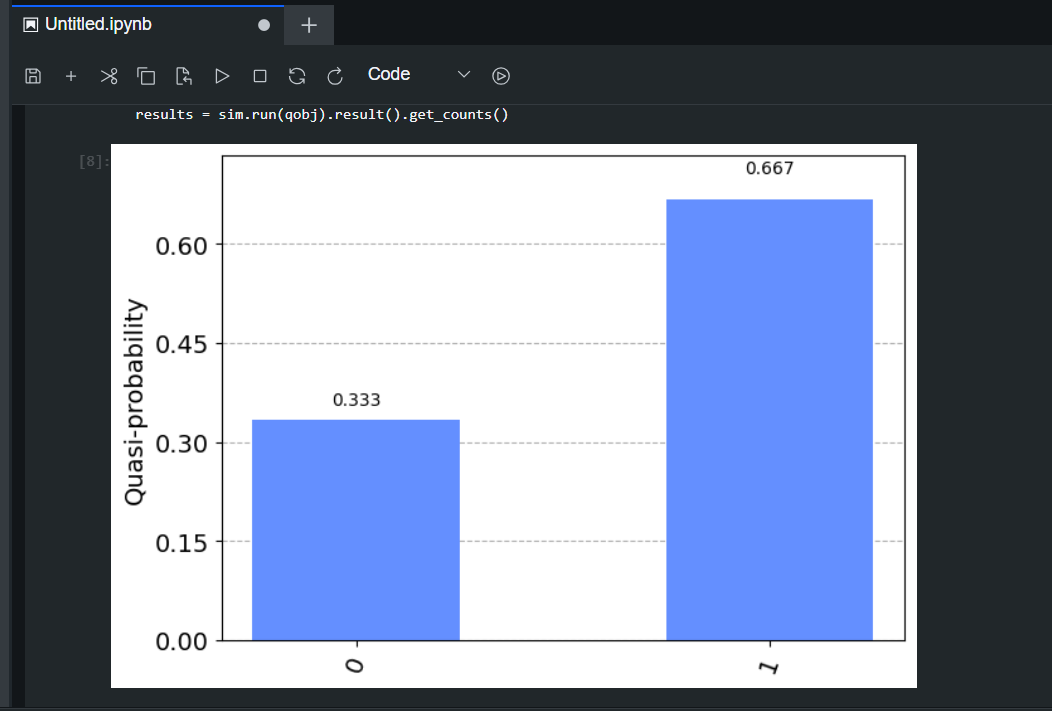 Untitled.ipynb
Code
results = sim.run(qobj).result().get_counts()
[8]:
0.667
0.60
0.45
0.333
0.30
0.15
0.00
Quasi-probability
0
1